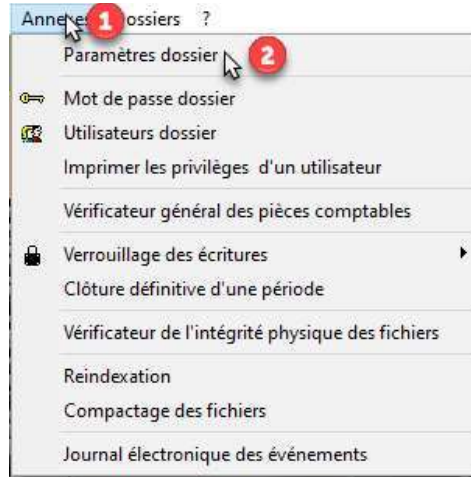 Annexes Dossiers ?
1
Paramètres dossier
2
Mot de passe dossier
Utilisateurs dossier
Imprimer les privilèges d'un utilisateur
Vérificateur général des pièces comptables
Verrouillage des écritures
Clôture définitive d'une période
Vérificateur de l'intégrité physique des fichiers
Reindexation
Compactage des fichiers
Journal électronique des événements